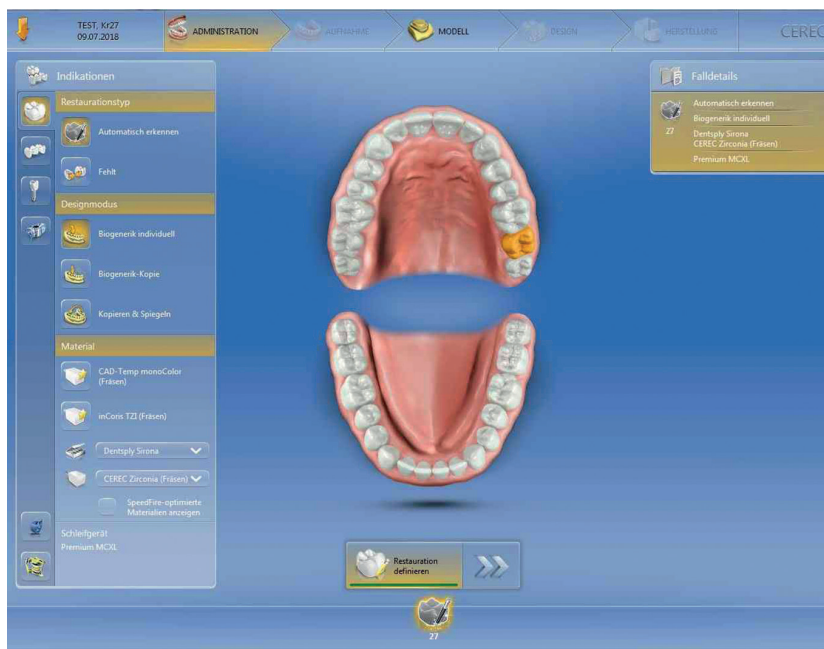 TEST, Kr27
09.07.2018
ADMINISTRATION
AUFNAHME
MODELL
DESIGN
HERSTELLUNG
CEREC
Indikationen
Restaurationstyp
Automatisch erkennen
Fehlt
Designmodus
Biogenerik individuell
Biogenerik-Kopie
Kopieren & Spiegeln
Material
CAD-Temp monoColor
(Fräsen)
inCoris TZI (Fräsen)
Dentsply Sirona
CEREC Zirconia (Fräsen)
SpeedFire-optimierte
Materialien anzeigen
Schleifgerät
Premium MCXL
Falldetails
Automatisch erkennen
27
Biogenerik individuell
Dentsply Sirona
CEREC Zirconia (Fräsen)
Premium MCXL
Restauration
definieren
27